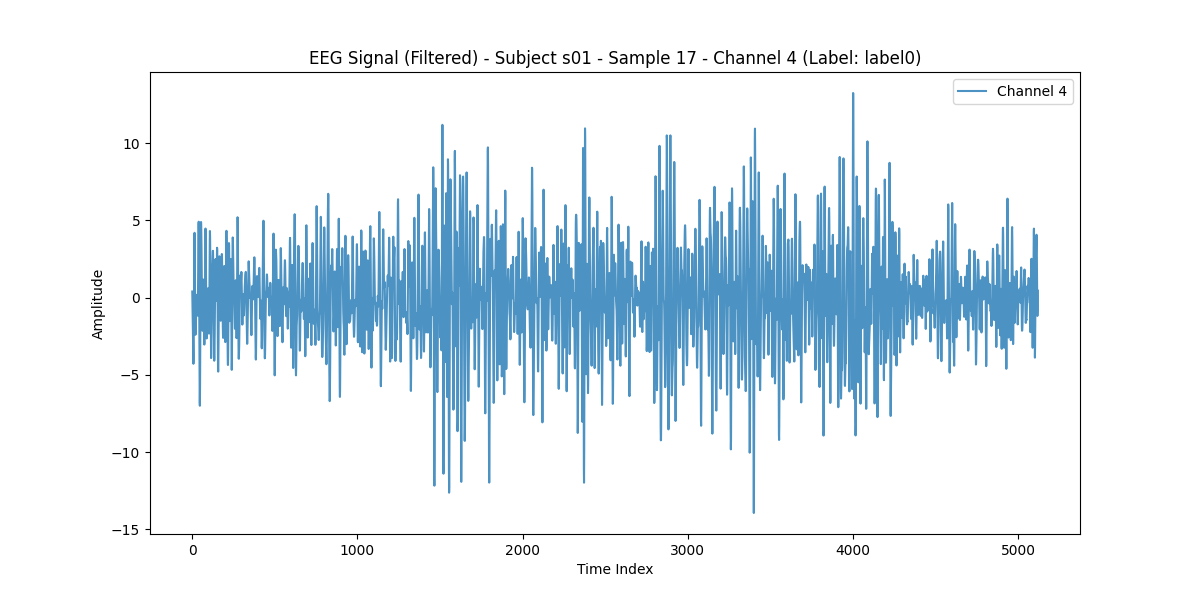 EEG Signal (Filtered) - Subject s01 - Sample 17 - Channel 4 (Label: label0)
Channel 4
Amplitude
10
5
0
−5
−10
−15
0 1000 2000 3000 4000 5000
Time Index